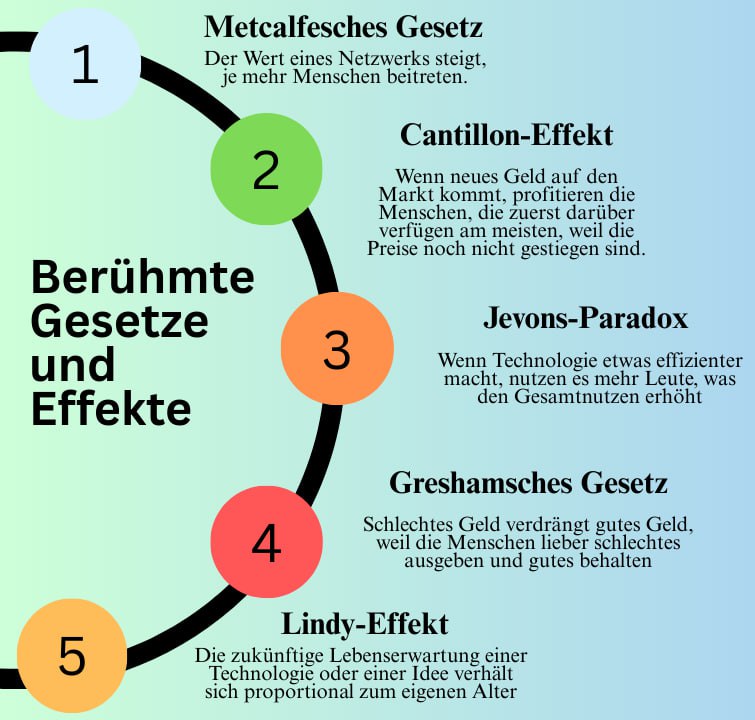 1
Metcalfesches Gesetz
Der Wert eines Netzwerks steigt,
je mehr Menschen beitreten.
2
Cantillon-Effekt
Wenn neues Geld auf den
Markt kommt, profitieren die
Menschen, die zuerst darüber
verfügen am meisten, weil die
Preise noch nicht gestiegen sind.
Berühmte
Gesetze
und
Effekte
3
Jevons-Paradox
Wenn Technologie etwas effizienter
macht, nutzen es mehr Leute, was
den Gesamtnutzen erhöht
4
Greshamsches Gesetz
Schlechtes Geld verdrängt gutes Geld,
weil die Menschen lieber schlechtes
ausgeben und gutes behalten
5
Lindy-Effekt
Die zukünftige Lebenserwartung einer
Technologie oder einer Idee verhält
sich proportional zum eigenen Alter